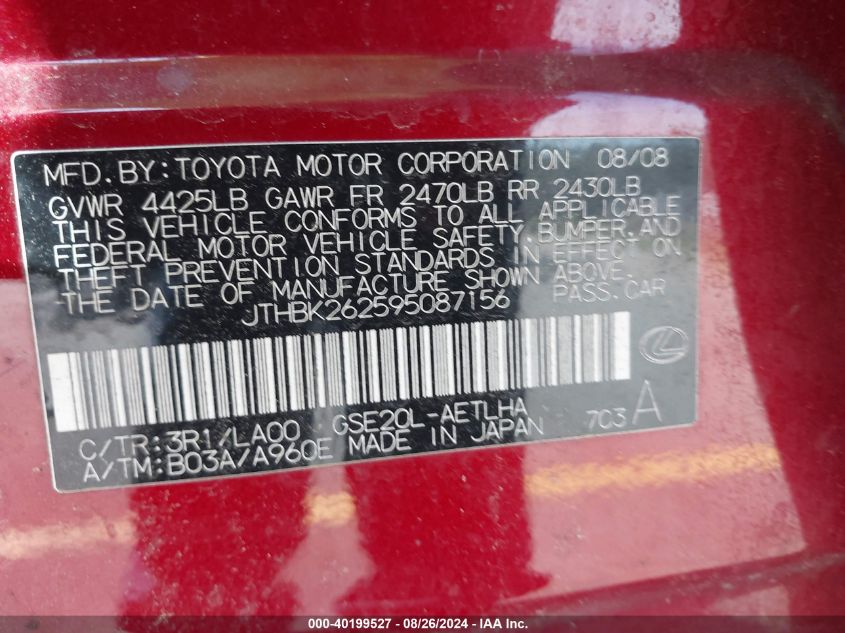 MFD. BY: TOYOTA MOTOR CORPORATION 08/08
GVWR 4425LB GAWR FR 2470LB RR 2430LB
THIS VEHICLE CONFORMS TO ALL APPLICABLE
FEDERAL MOTOR VEHICLE SAFETY, BUMPER, AND
THEFT PREVENTION STANDARDS IN EFFECT ON
THE DATE OF MANUFACTURE SHOWN ABOVE.
JTHBK262595087156 PASS. CAR
C/TR: 3R1/LA00 GSE20L-AETLHA 703 A
A/TM: B03A/A960E MADE IN JAPAN
000-40199527 - 08/26/2024 - IAA Inc.